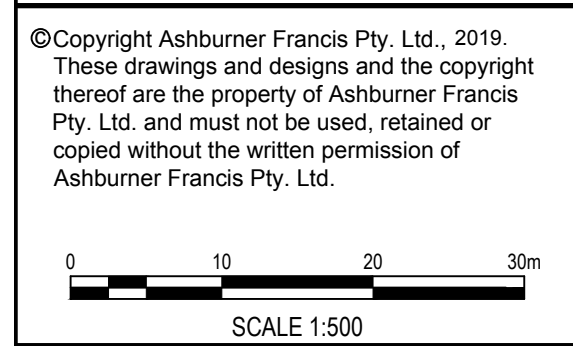 ©Copyright Ashburner Francis Pty. Ltd., 2019.
These drawings and designs and the copyright
thereof are the property of Ashburner Francis
Pty. Ltd. and must not be used, retained or
copied without the written permission of
Ashburner Francis Pty. Ltd.
0 10 20 30m
SCALE 1:500